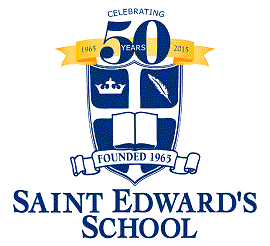 CELEBRATING
50
1965 YEARS 2015
FOUNDED 1965
SAINT EDWARD'S
SCHOOL